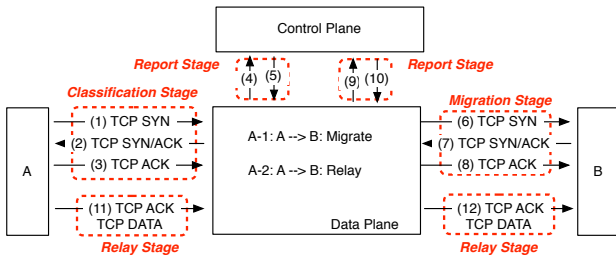 Control Plane
Report Stage
(4)
(5)
(9)
(10)
Report Stage
Classification Stage
Migration Stage
(1) TCP SYN
(2) TCP SYN/ACK
(3) TCP ACK
A
A-1: A --> B: Migrate
A-2: A --> B: Relay
(6) TCP SYN
(7) TCP SYN/ACK
(8) TCP ACK
B
(11) TCP ACK
TCP DATA
Data Plane
(12) TCP ACK
TCP DATA
Relay Stage
Relay Stage